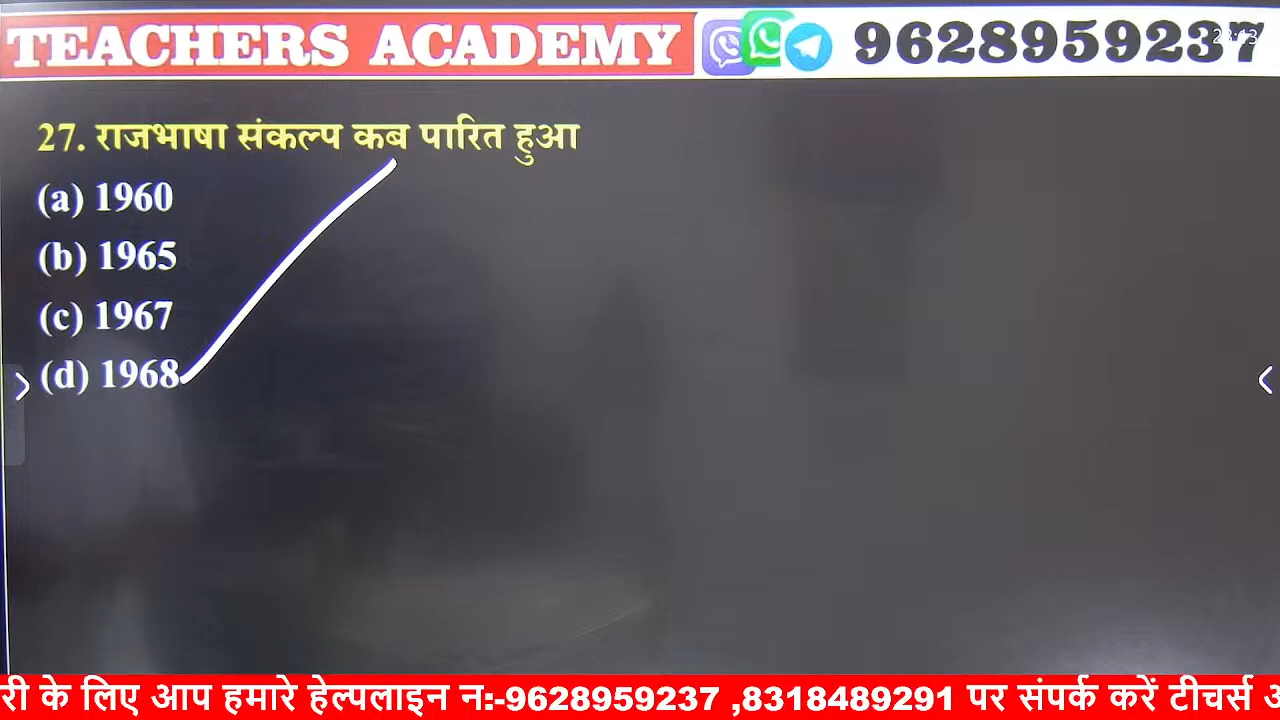 TEACHERS ACADEMY 9628959237
27. राजभाषा संकल्प कब पारित हुआ
(a) 1960
(b) 1965
(c) 1967
(d) 1968
री के लिए आप हमारे हेल्पलाइन न:-9628959237 ,8318489291 पर संपर्क करें टीचर्स